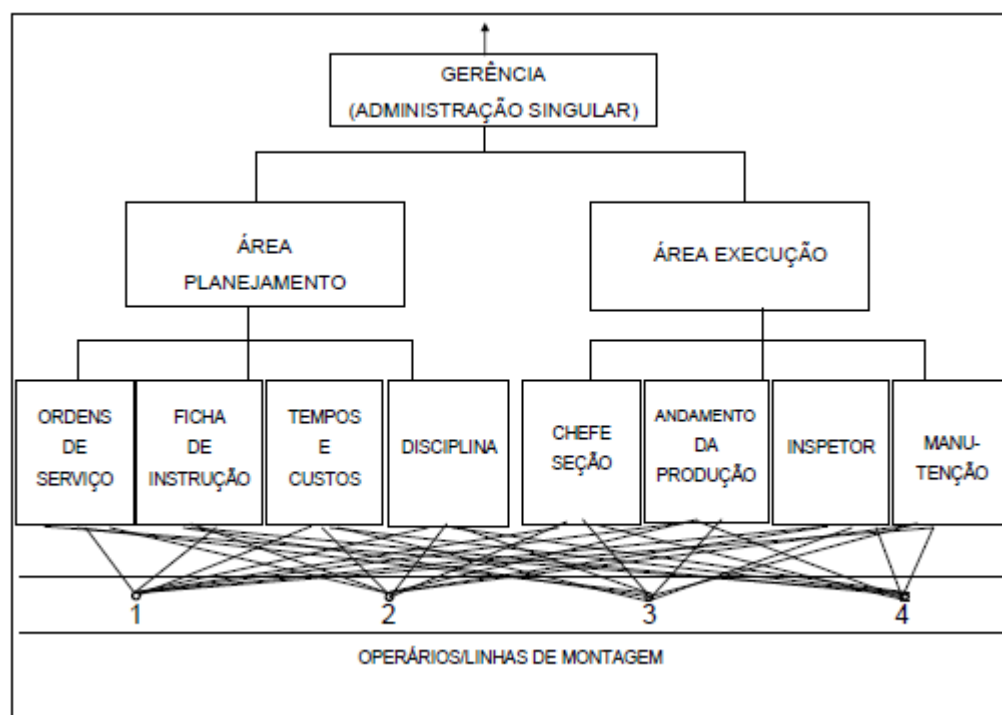 GERÊNCIA
(ADMINISTRAÇÃO SINGULAR)
ÁREA
PLANEJAMENTO
ÁREA EXECUÇÃO
ORDENS
DE
SERVIÇO
FICHA
DE
INSTRUÇÃO
TEMPOS
E
CUSTOS
DISCIPLINA
CHEFE
SEÇÃO
ANDAMENTO
DA
PRODUÇÃO
INSPETOR
MANU-
TENÇÃO
1 2 3 4
OPERÁRIOS/LINHAS DE MONTAGEM